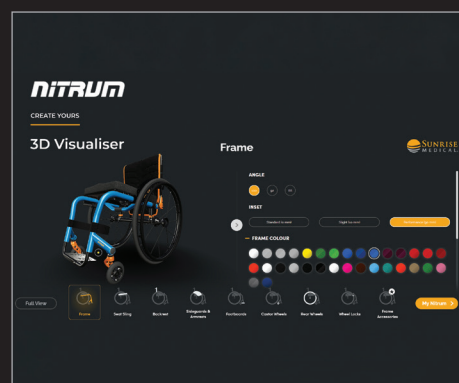 NITRUM
CREATE YOURS
3D Visualiser
Frame
SUNRISE
MEDICAL
ANGLE
INSET
FRAME COLOUR
Full View
Frame
Seat Sling
Backrest
Sideguards &
Armrests
Footboards
Castor Wheels
Rear Wheels
Wheel Locks
Frame
Accessories
My Nitrum